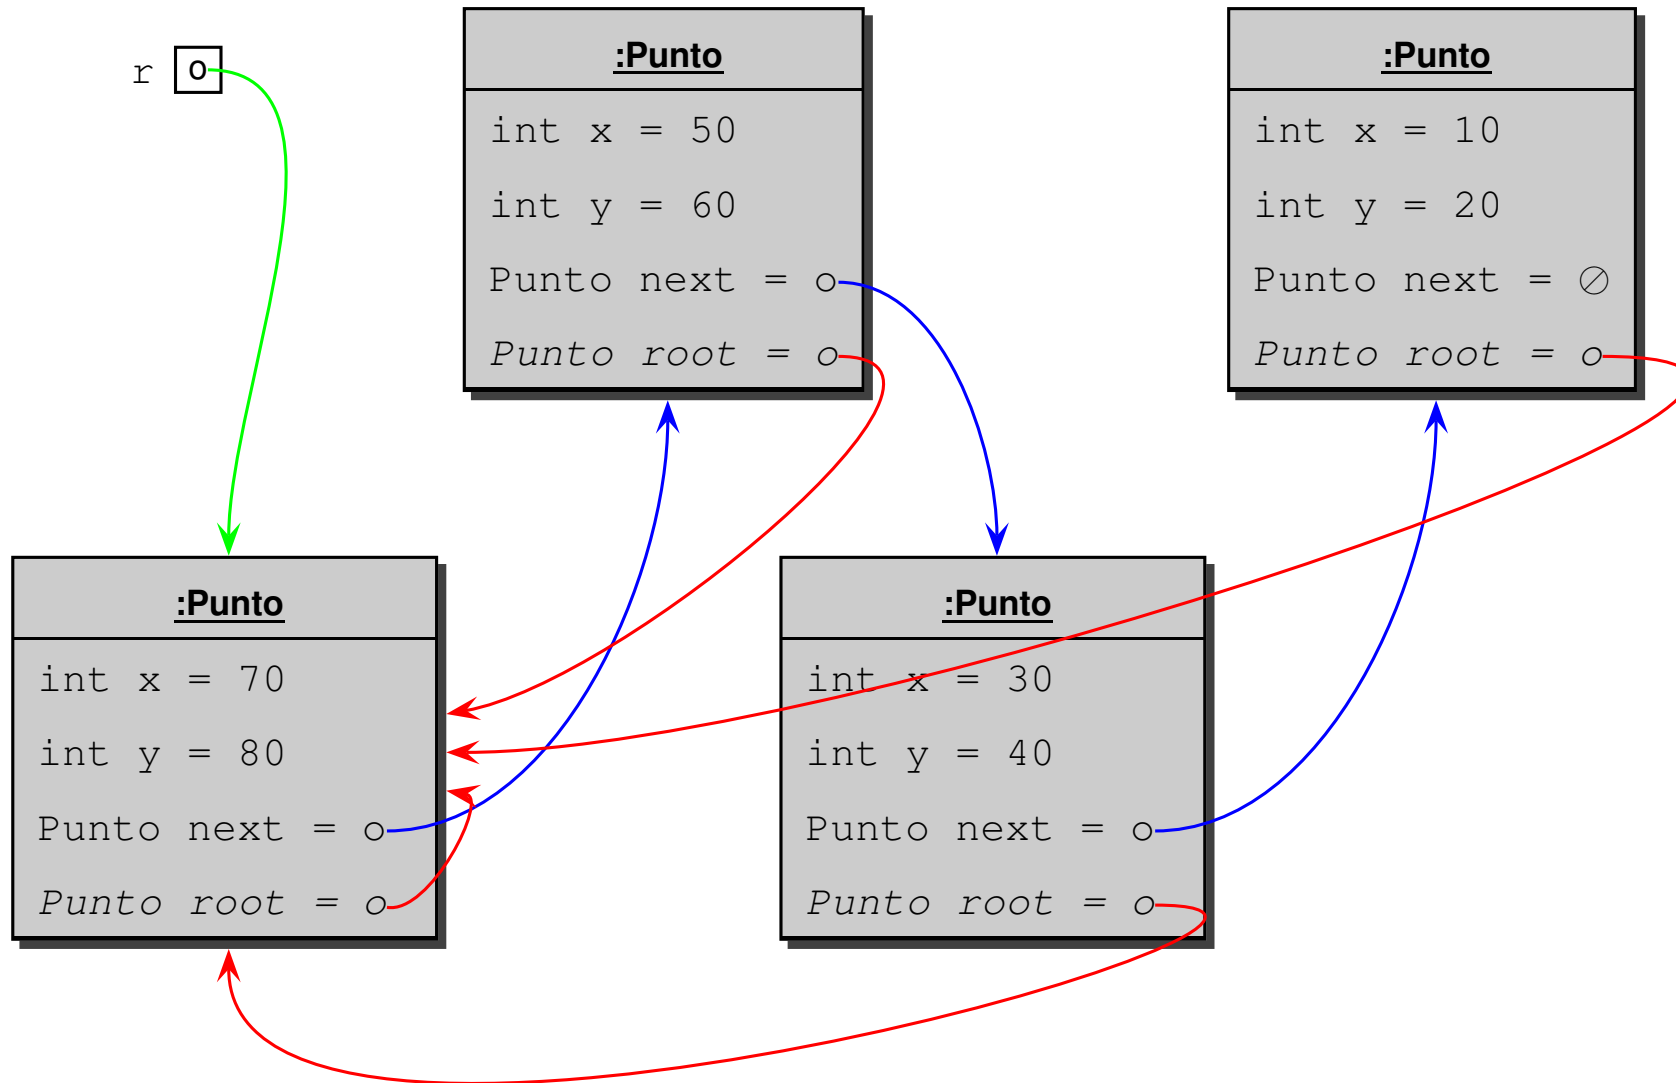 r o
:Punto
int x = 50
int y = 60
Punto next = o
Punto root = o
:Punto
int x = 10
int y = 20
Punto next = ∅
Punto root = o
:Punto
int x = 70
int y = 80
Punto next = o
Punto root = o
:Punto
int x = 30
int y = 40
Punto next = o
Punto root = o